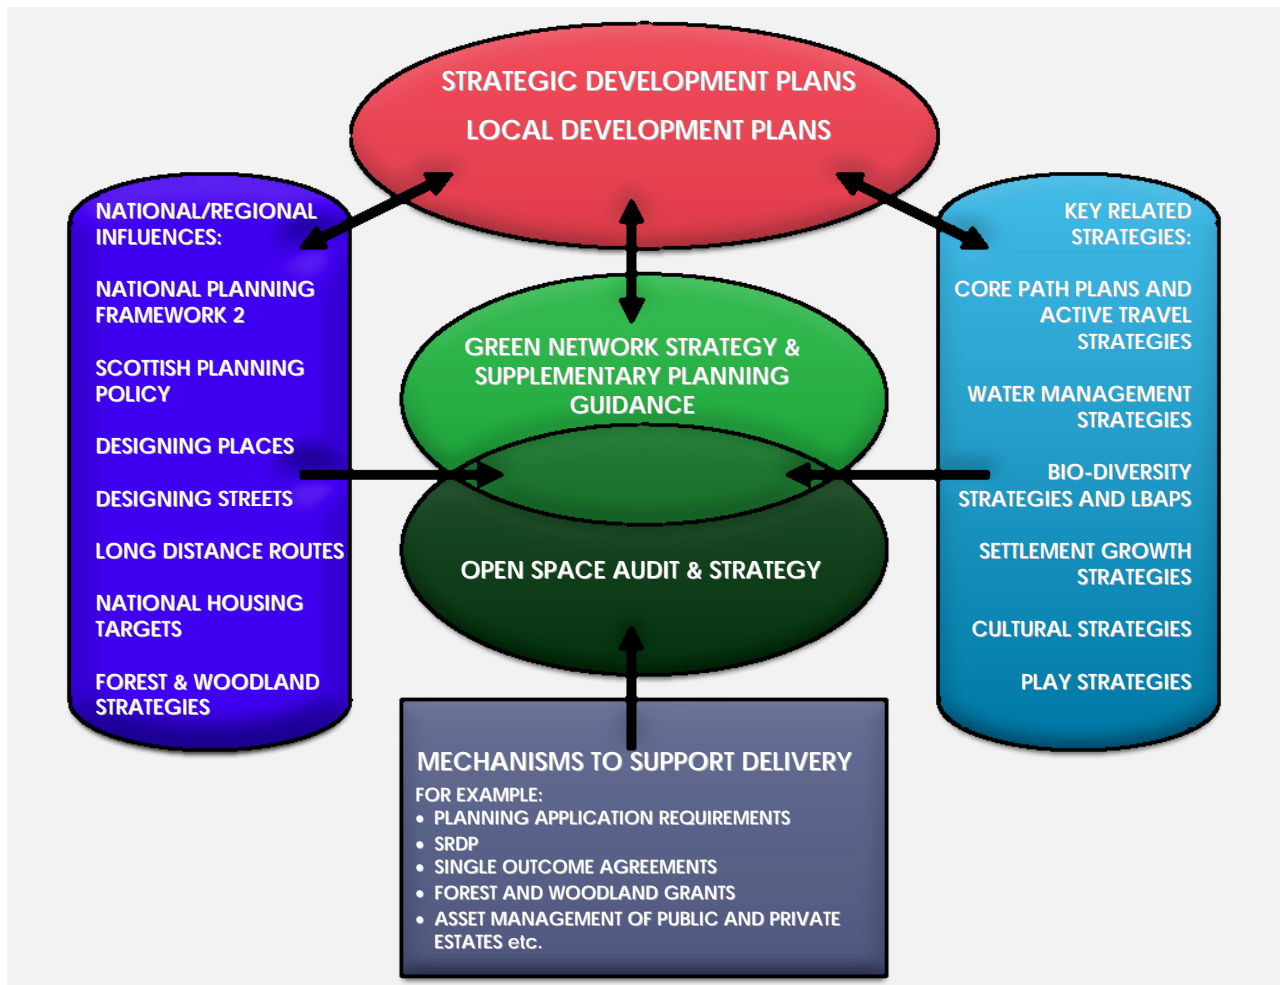 STRATEGIC DEVELOPMENT PLANS
LOCAL DEVELOPMENT PLANS
NATIONAL/REGIONAL
INFLUENCES:
NATIONAL PLANNING
FRAMEWORK 2
SCOTTISH PLANNING
POLICY
DESIGNING PLACES
DESIGNING STREETS
LONG DISTANCE ROUTES
NATIONAL HOUSING
TARGETS
FOREST & WOODLAND
STRATEGIES
GREEN NETWORK STRATEGY &
SUPPLEMENTARY PLANNING
GUIDANCE
OPEN SPACE AUDIT & STRATEGY
KEY RELATED
STRATEGIES:
CORE PATH PLANS AND
ACTIVE TRAVEL
STRATEGIES
WATER MANAGEMENT
STRATEGIES
BIO-DIVERSITY
STRATEGIES AND LBAPS
SETTLEMENT GROWTH
STRATEGIES
CULTURAL STRATEGIES
PLAY STRATEGIES
MECHANISMS TO SUPPORT DELIVERY
FOR EXAMPLE:
• PLANNING APPLICATION REQUIREMENTS
• SRDP
• SINGLE OUTCOME AGREEMENTS
• FOREST AND WOODLAND GRANTS
• ASSET MANAGEMENT OF PUBLIC AND PRIVATE
ESTATES etc.